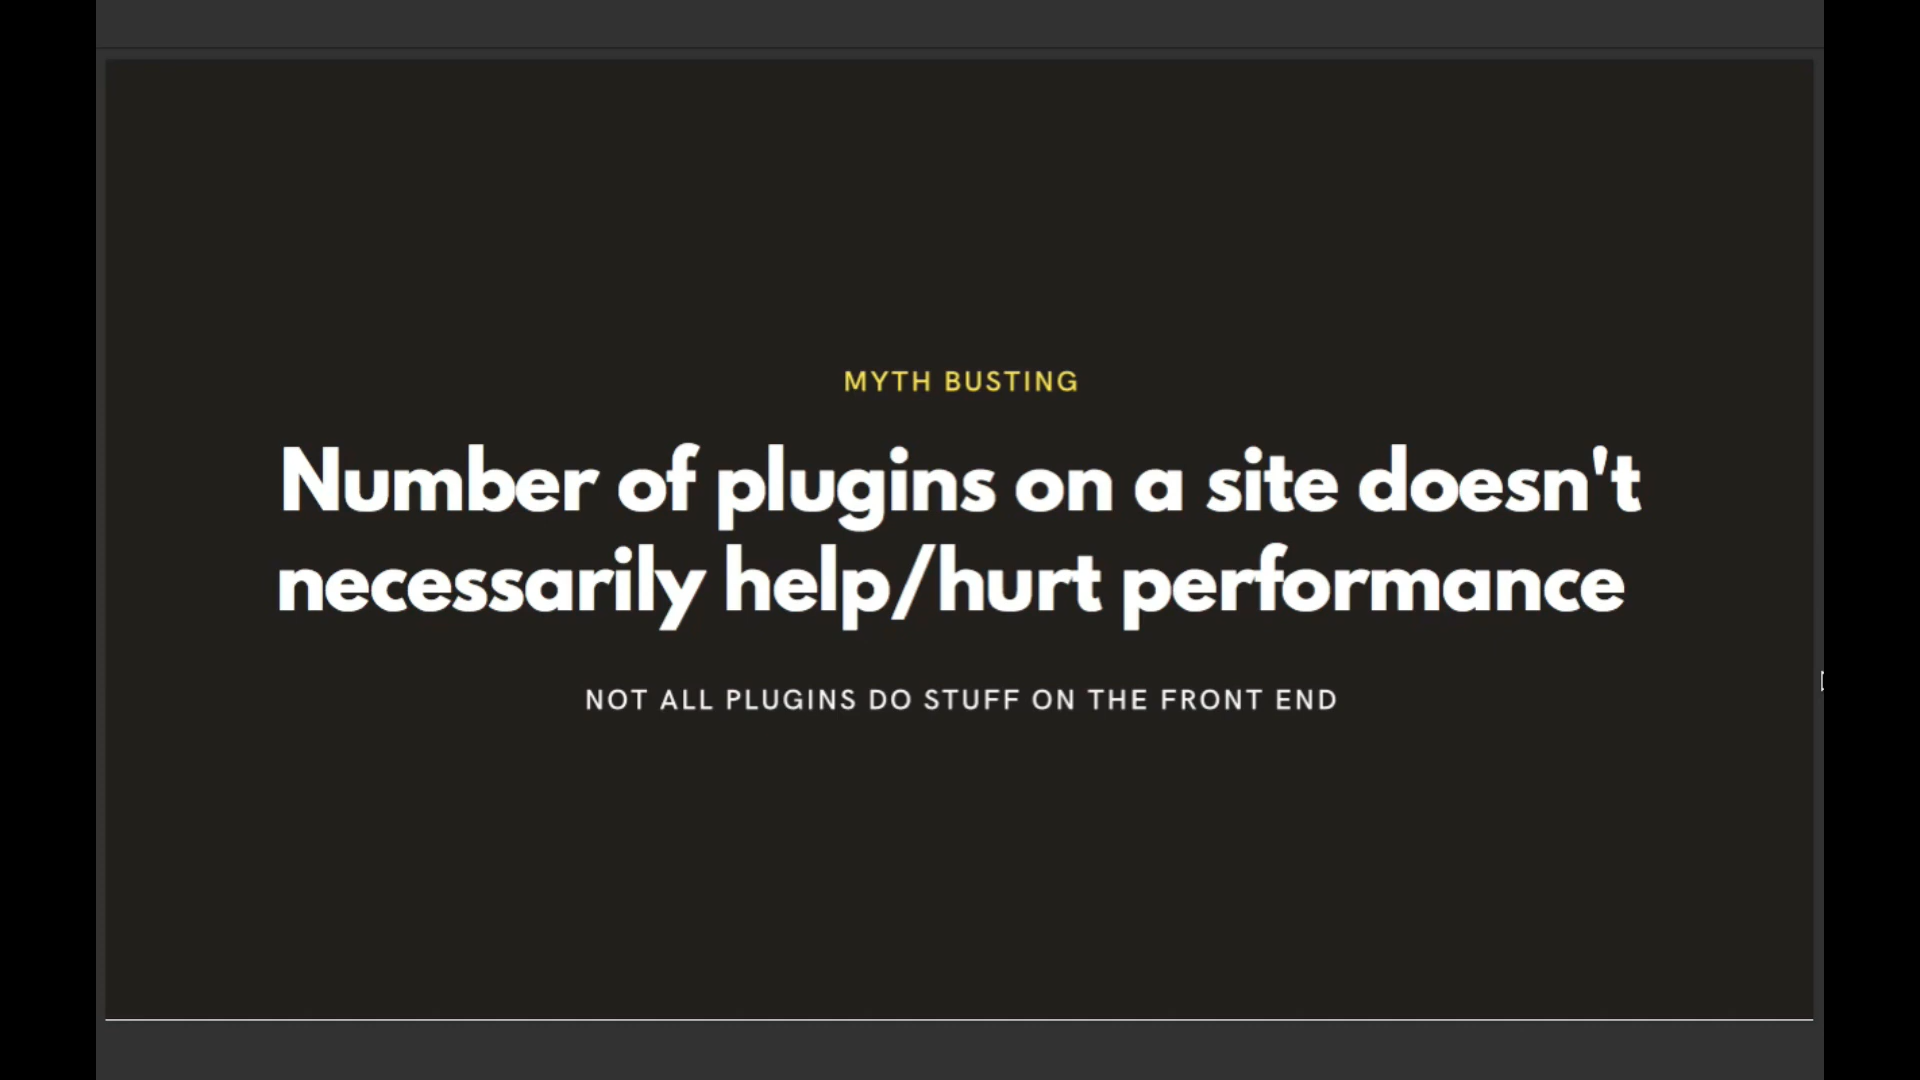 MYTH BUSTING
Number of plugins on a site doesn't
necessarily help/hurt performance
NOT ALL PLUGINS DO STUFF ON THE FRONT END